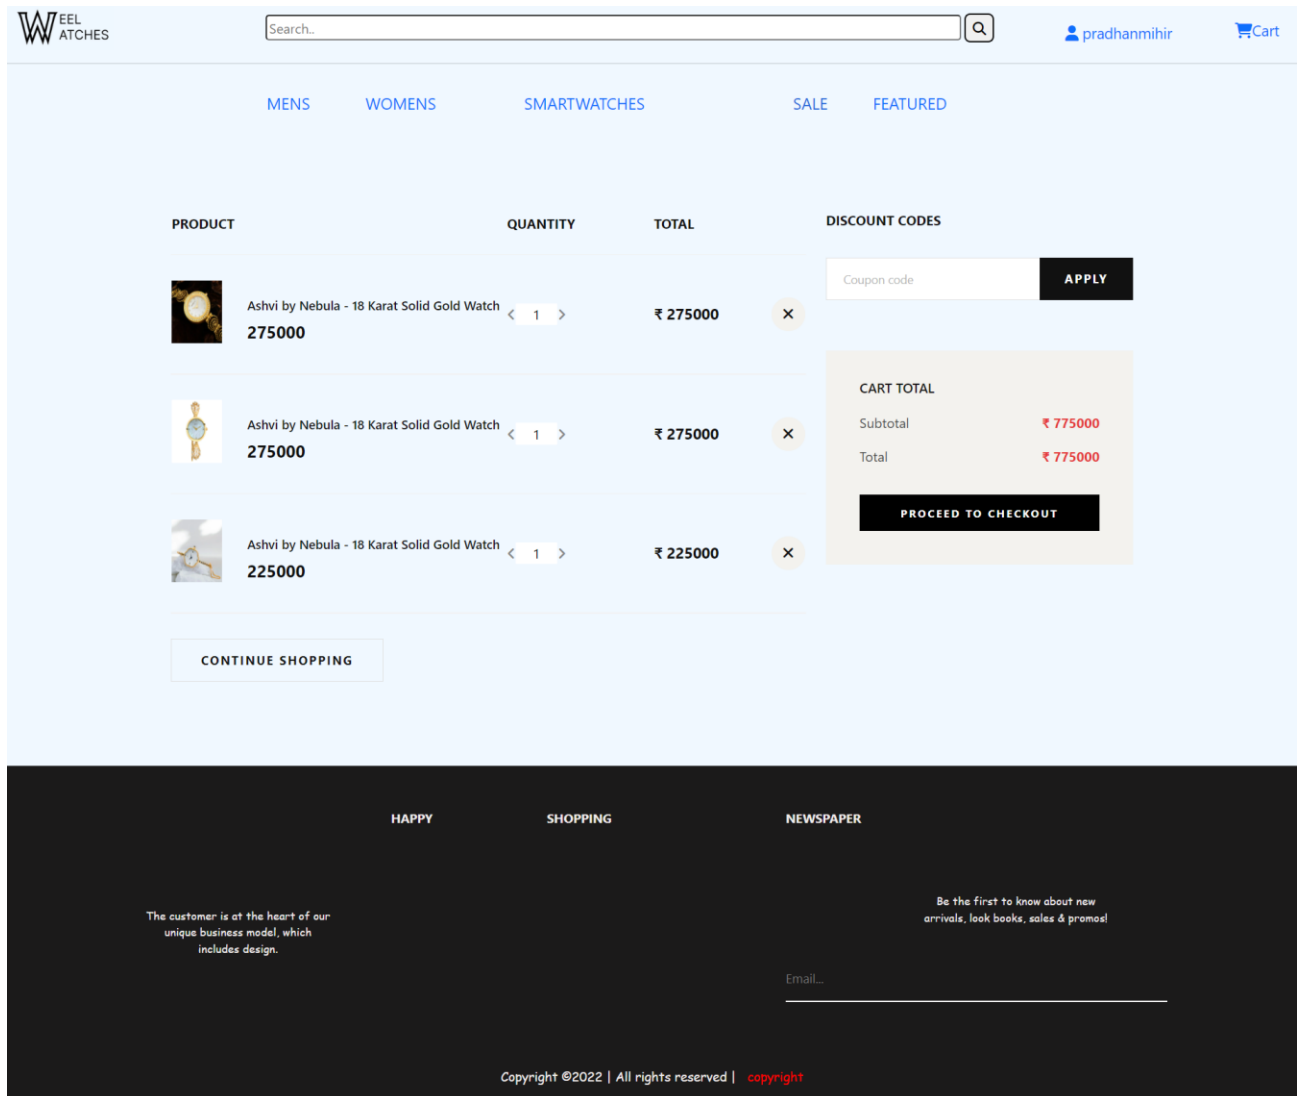 WEEL
WATCHES
Search..
pradhanmihir
Cart
MENS WOMENS SMARTWATCHES SALE FEATURED
PRODUCT QUANTITY TOTAL
Ashvi by Nebula - 18 Karat Solid Gold Watch
275000
1
₹ 275000
Ashvi by Nebula - 18 Karat Solid Gold Watch
275000
1
₹ 275000
Ashvi by Nebula - 18 Karat Solid Gold Watch
225000
1
₹ 225000
CONTINUE SHOPPING
DISCOUNT CODES
Coupon code APPLY
CART TOTAL
Subtotal ₹ 775000
Total ₹ 775000
PROCEED TO CHECKOUT
HAPPY SHOPPING NEWSPAPER
The customer is at the heart of our
unique business model, which
includes design.
Be the first to know about new
arrivals, look books, sales & promos!
Email...
Copyright ©2022 | All rights reserved | copyright